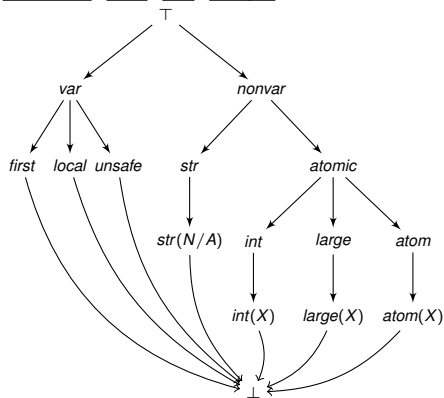 ⊤
var nonvar
first local unsafe str atomic
str(N/A) int large atom
int(X) large(X) atom(X)
⊥